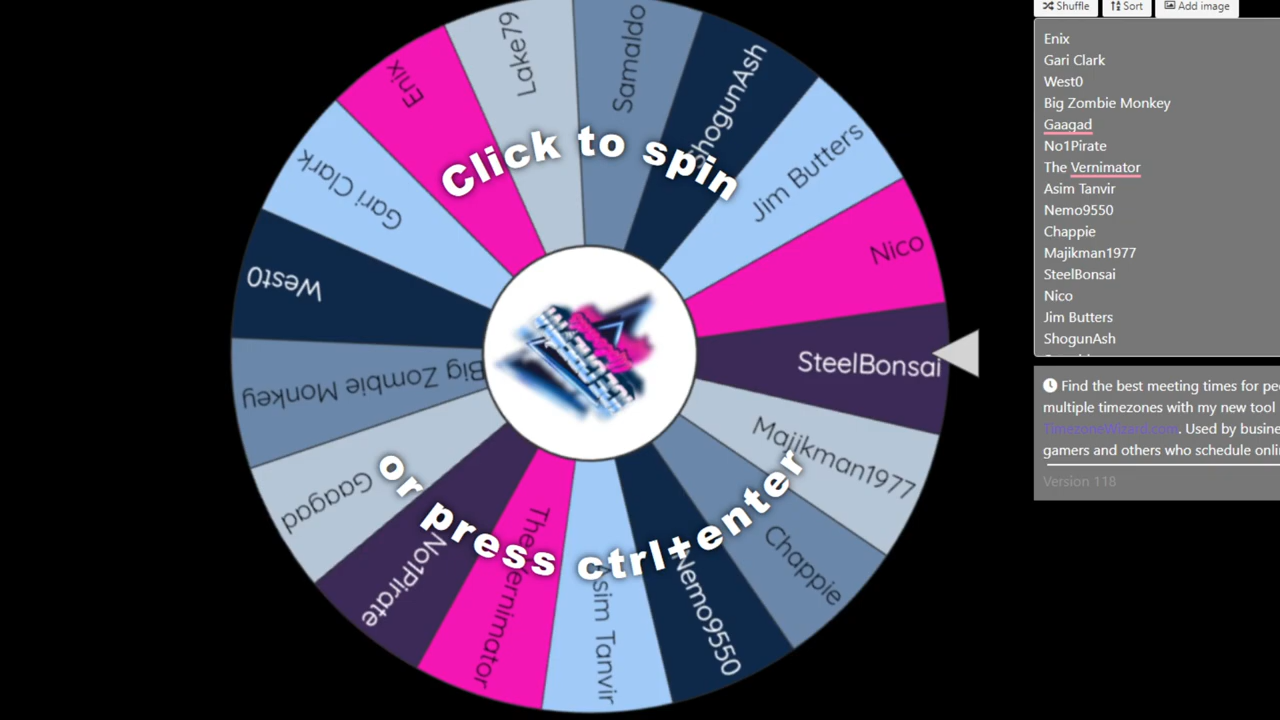 Shuffle
Sort
Add image
Click to spin
or press ctrl+enter
Lake79
Samaldo
ShogunAsh
Jim Butters
Nico
SteelBonsai
Majikman1977
Chappie
Nemo9550
Asim Tanvir
The Vernimator
No1Pirate
Gaagad
Big Zombie Monkey
West0
Gari Clark
Enix
Enix
Gari Clark
West0
Big Zombie Monkey
Gaagad
No1Pirate
The Vernimator
Asim Tanvir
Nemo9550
Chappie
Majikman1977
SteelBonsai
Nico
Jim Butters
ShogunAsh
Find the best meeting times for
multiple timezones with my new tool
TimezoneWizard.com. Used by
gamers and others who schedule
Version 118